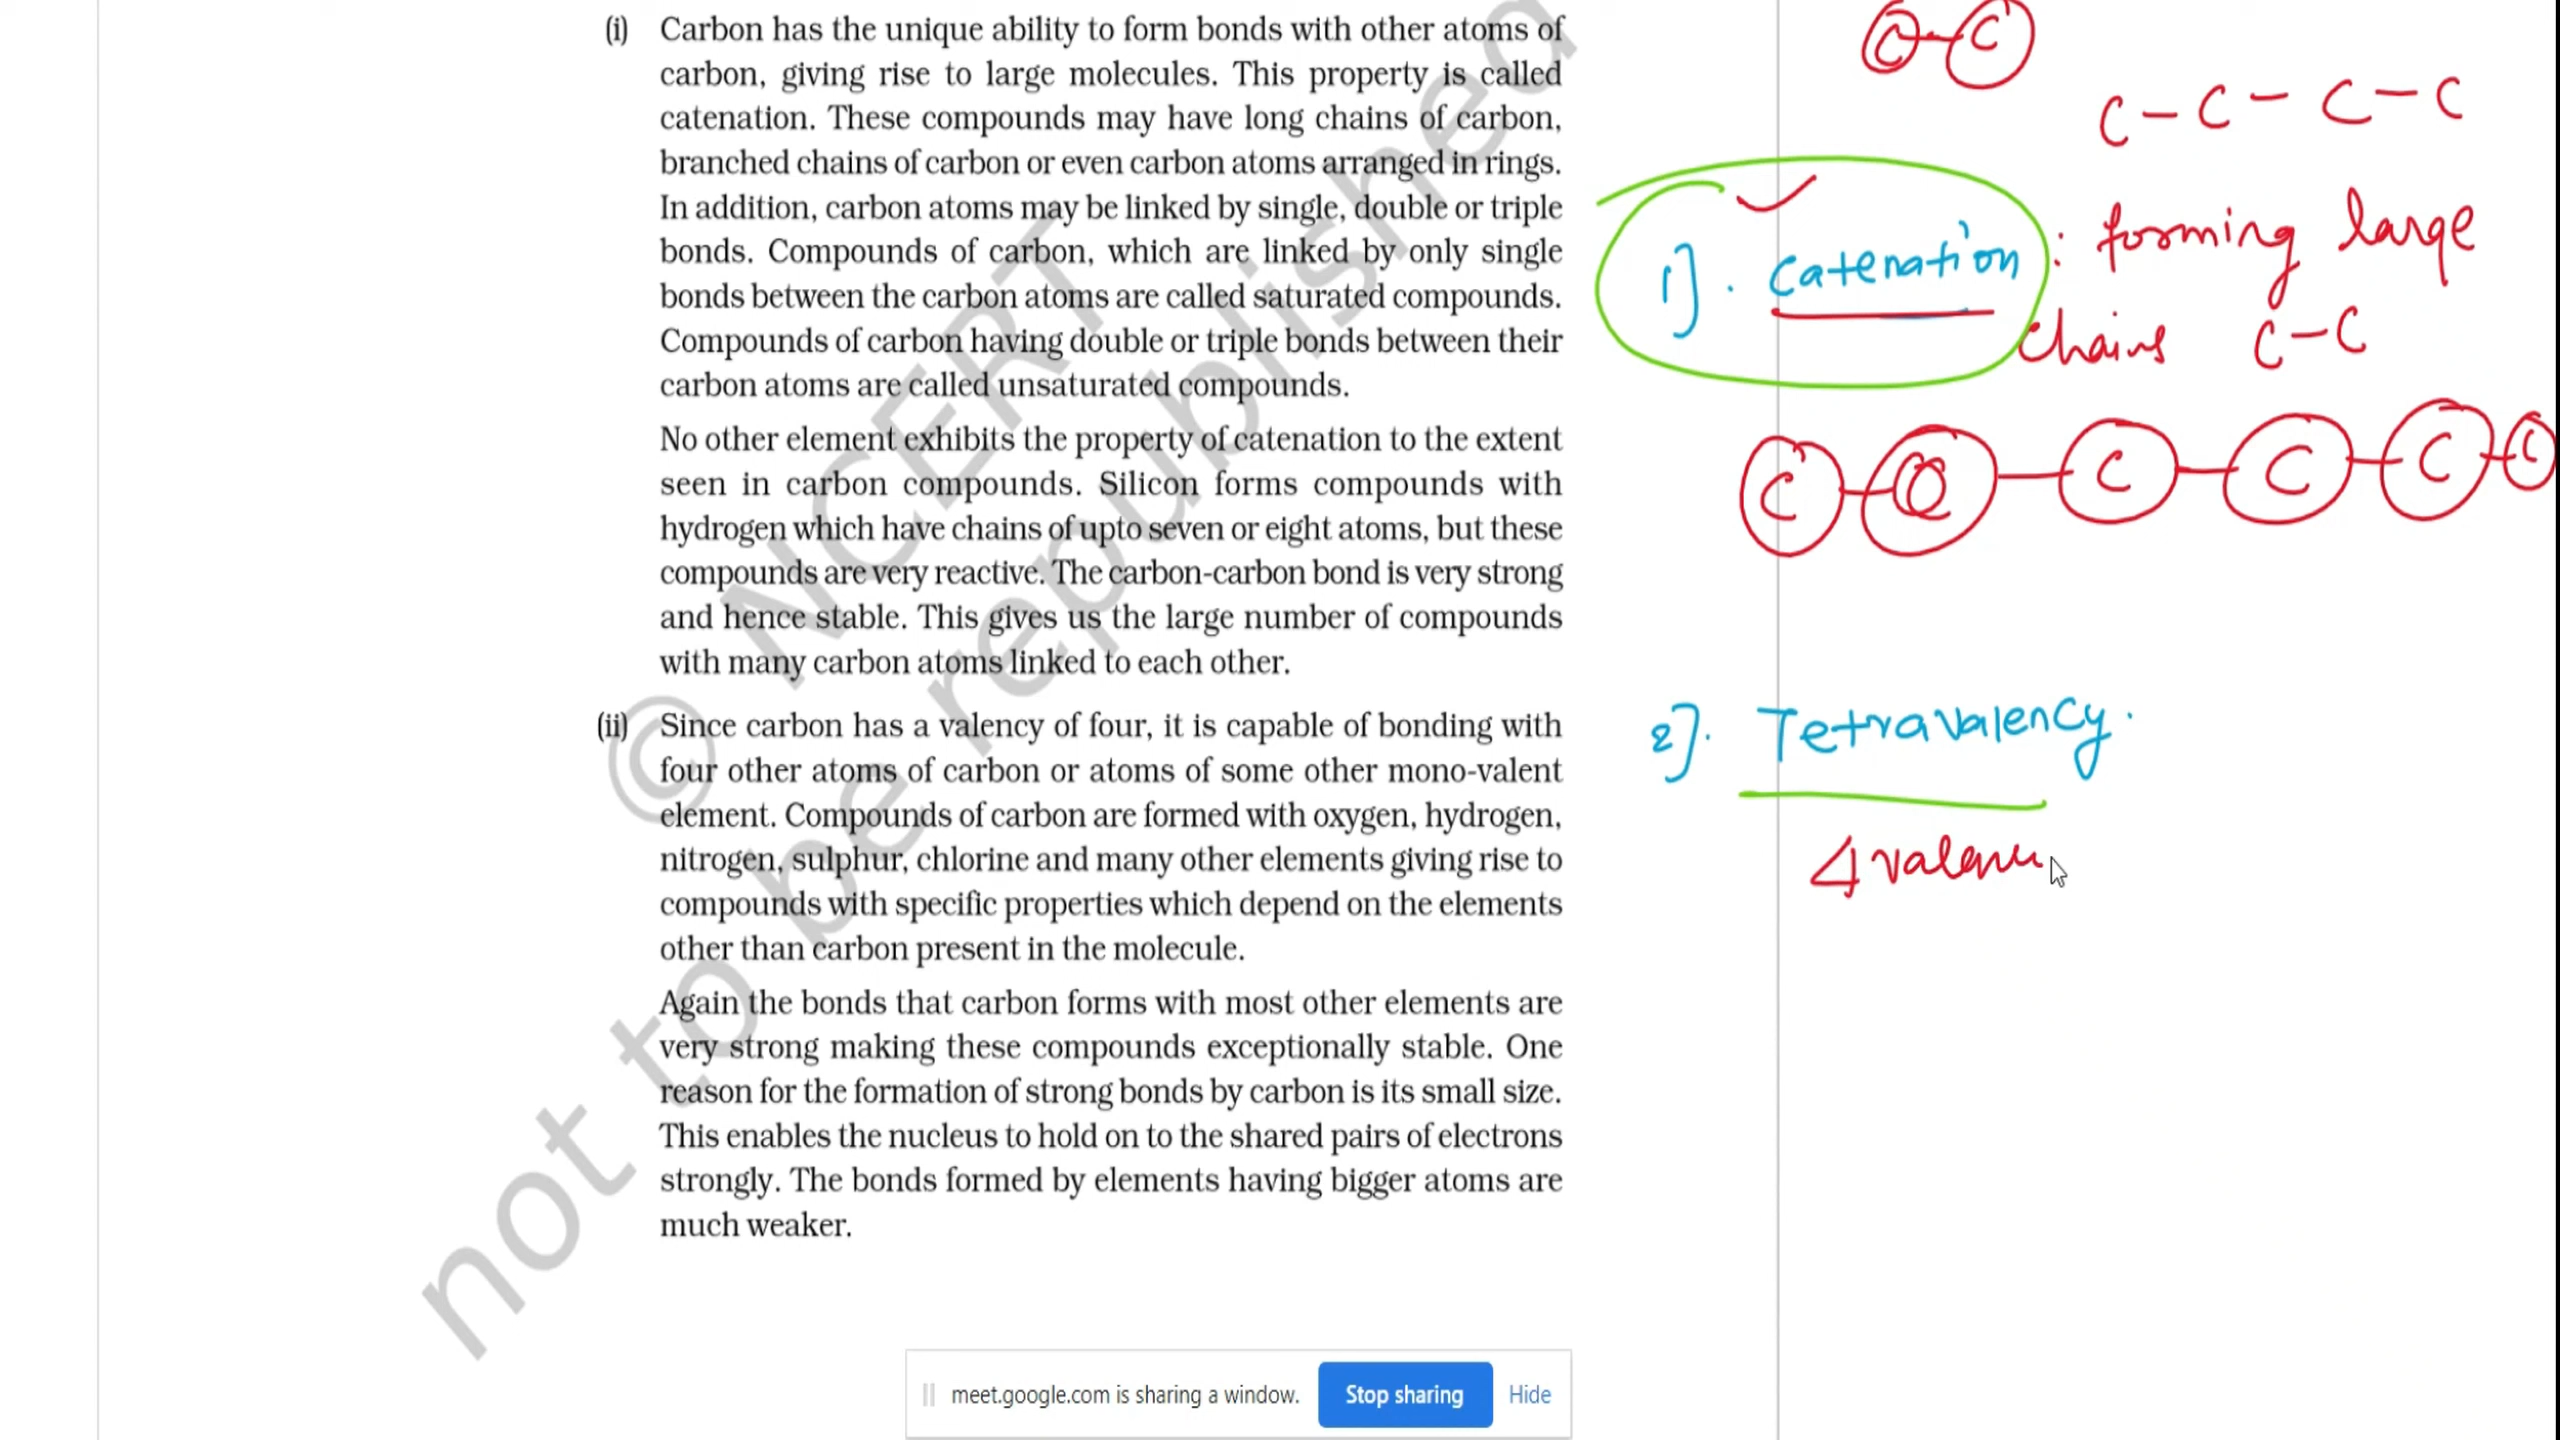 (i) Carbon has the unique ability to form bonds with other atoms of
carbon, giving rise to large molecules. This property is called
catenation. These compounds may have long chains of carbon,
branched chains of carbon or even carbon atoms arranged in rings.
In addition, carbon atoms may be linked by single, double or triple
bonds. Compounds of carbon, which are linked by only single
bonds between the carbon atoms are called saturated compounds.
Compounds of carbon having double or triple bonds between their
carbon atoms are called unsaturated compounds.
No other element exhibits the property of catenation to the extent
seen in carbon compounds. Silicon forms compounds with
hydrogen which have chains of upto seven or eight atoms, but these
compounds are very reactive. The carbon-carbon bond is very strong
and hence stable. This gives us the large number of compounds
with many carbon atoms linked to each other.
(ii) Since carbon has a valency of four, it is capable of bonding with
four other atoms of carbon or atoms of some other mono-valent
element. Compounds of carbon are formed with oxygen, hydrogen,
nitrogen, sulphur, chlorine and many other elements giving rise to
compounds with specific properties which depend on the elements
other than carbon present in the molecule.
Again the bonds that carbon forms with most other elements are
very strong making these compounds exceptionally stable. One
reason for the formation of strong bonds by carbon is its small size.
This enables the nucleus to hold on to the shared pairs of electrons
strongly. The bonds formed by elements having bigger atoms are
much weaker.
© NCERT
not to be republished
C-C
C-C-C-C
1]. Catenation : forming large
chains C-C
C-C-C-C-C-C
2]. Tetravalency.
4 valenc
meet.google.com is sharing a window. Stop sharing Hide